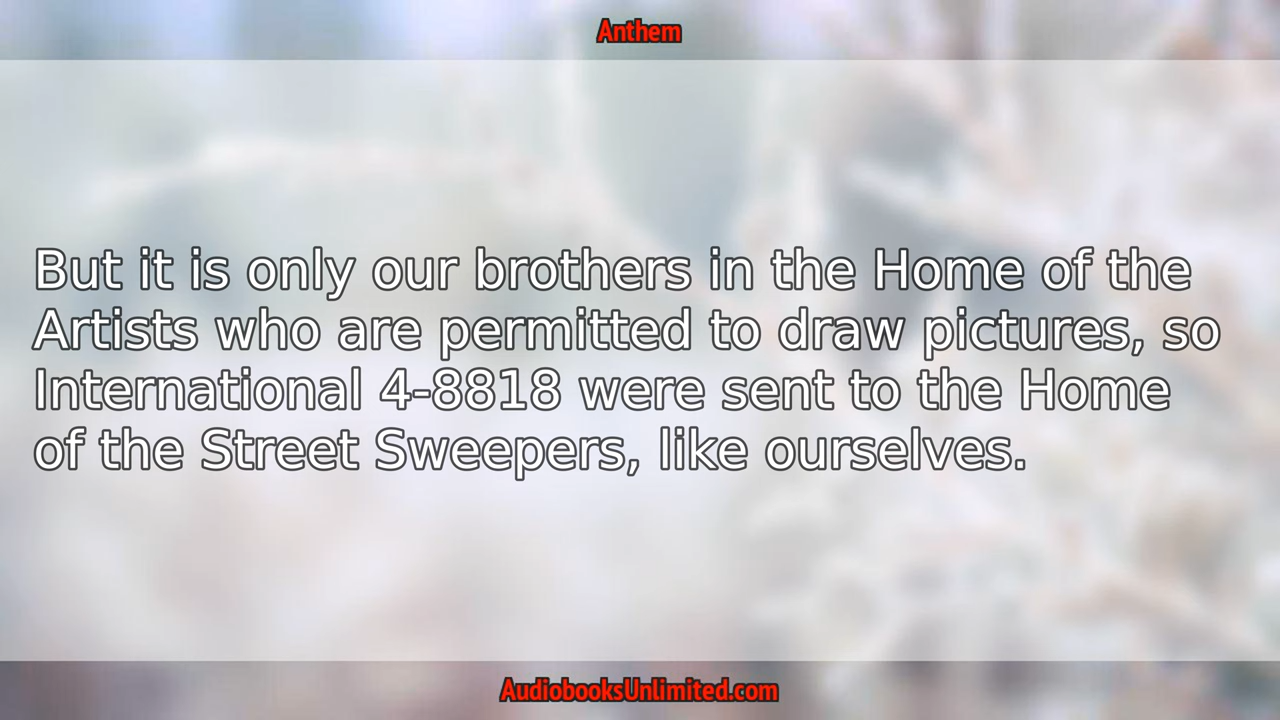 Anthem
But it is only our brothers in the Home of the
Artists who are permitted to draw pictures, so
International 4-8818 were sent to the Home
of the Street Sweepers, like ourselves.
AudiobooksUnlimited.com